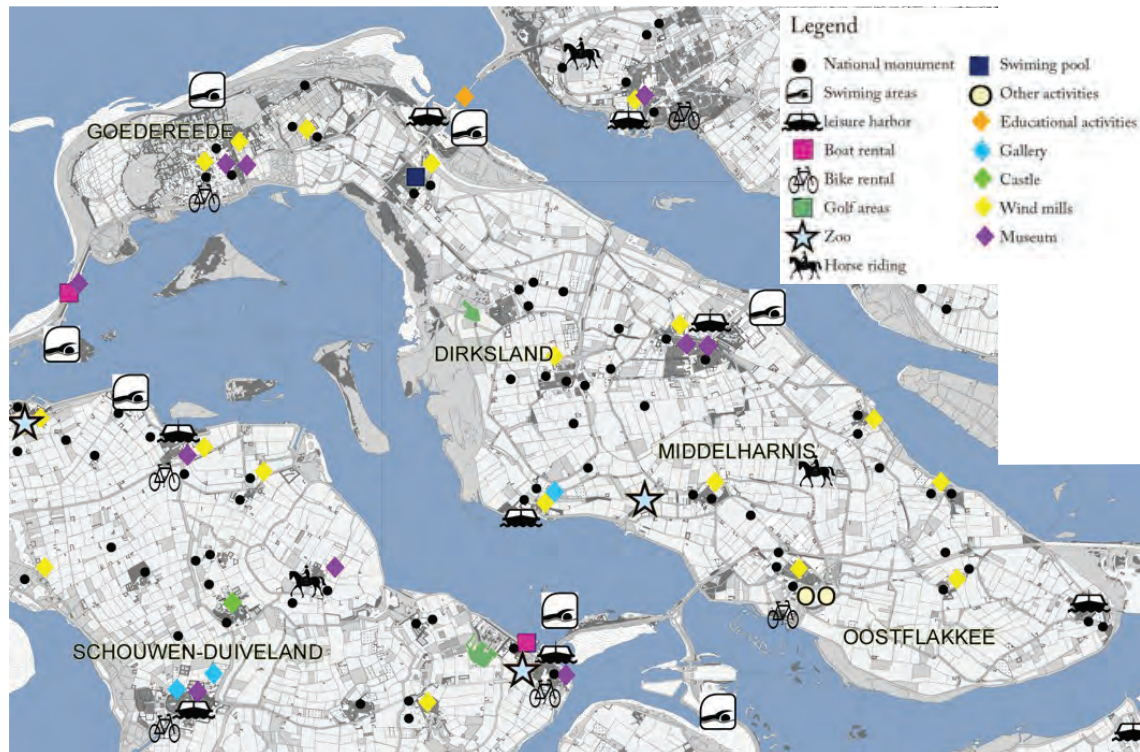 Legend
National monument
Swiming areas
leisure harbor
Boat rental
Bike rental
Golf areas
Zoo
Horse riding
Swiming pool
Other activities
Educational activities
Gallery
Castle
Wind mills
Museum
GOEDEREEDE
DIRKSLAND
MIDDELHARNIS
SCHOUWEN-DUIVELAND
OOSTFLAKKEE